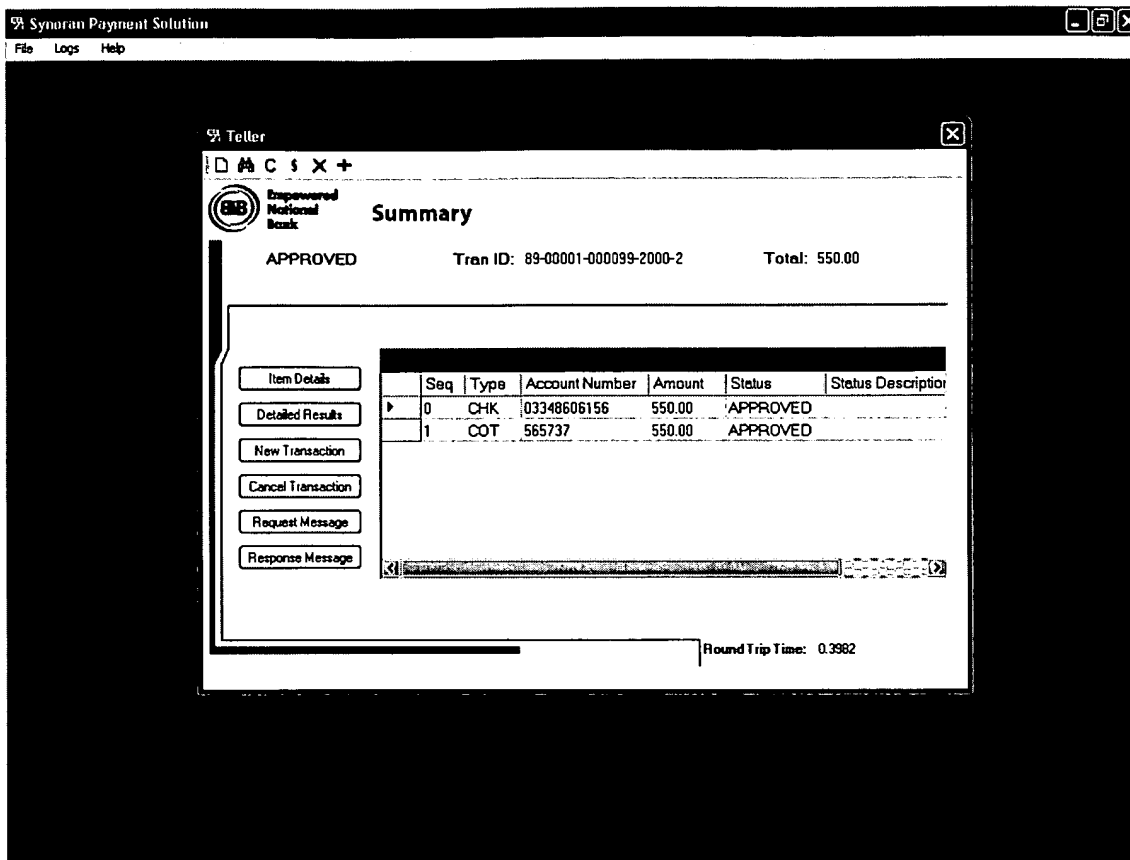 Synoran Payment Solution
File Logs Help
Teller
C $ X +
ENB
Empowered
National
Bank
Summary
APPROVED Tran ID: 89-00001-000099-2000-2 Total: 550.00
Item Details
Detailed Results
New Transaction
Cancel Transaction
Request Message
Response Message
Seq Type Account Number Amount Status Status Description
0 CHK 03348606156 550.00 APPROVED
1 COT 565737 550.00 APPROVED
Round Trip Time: 0.3982